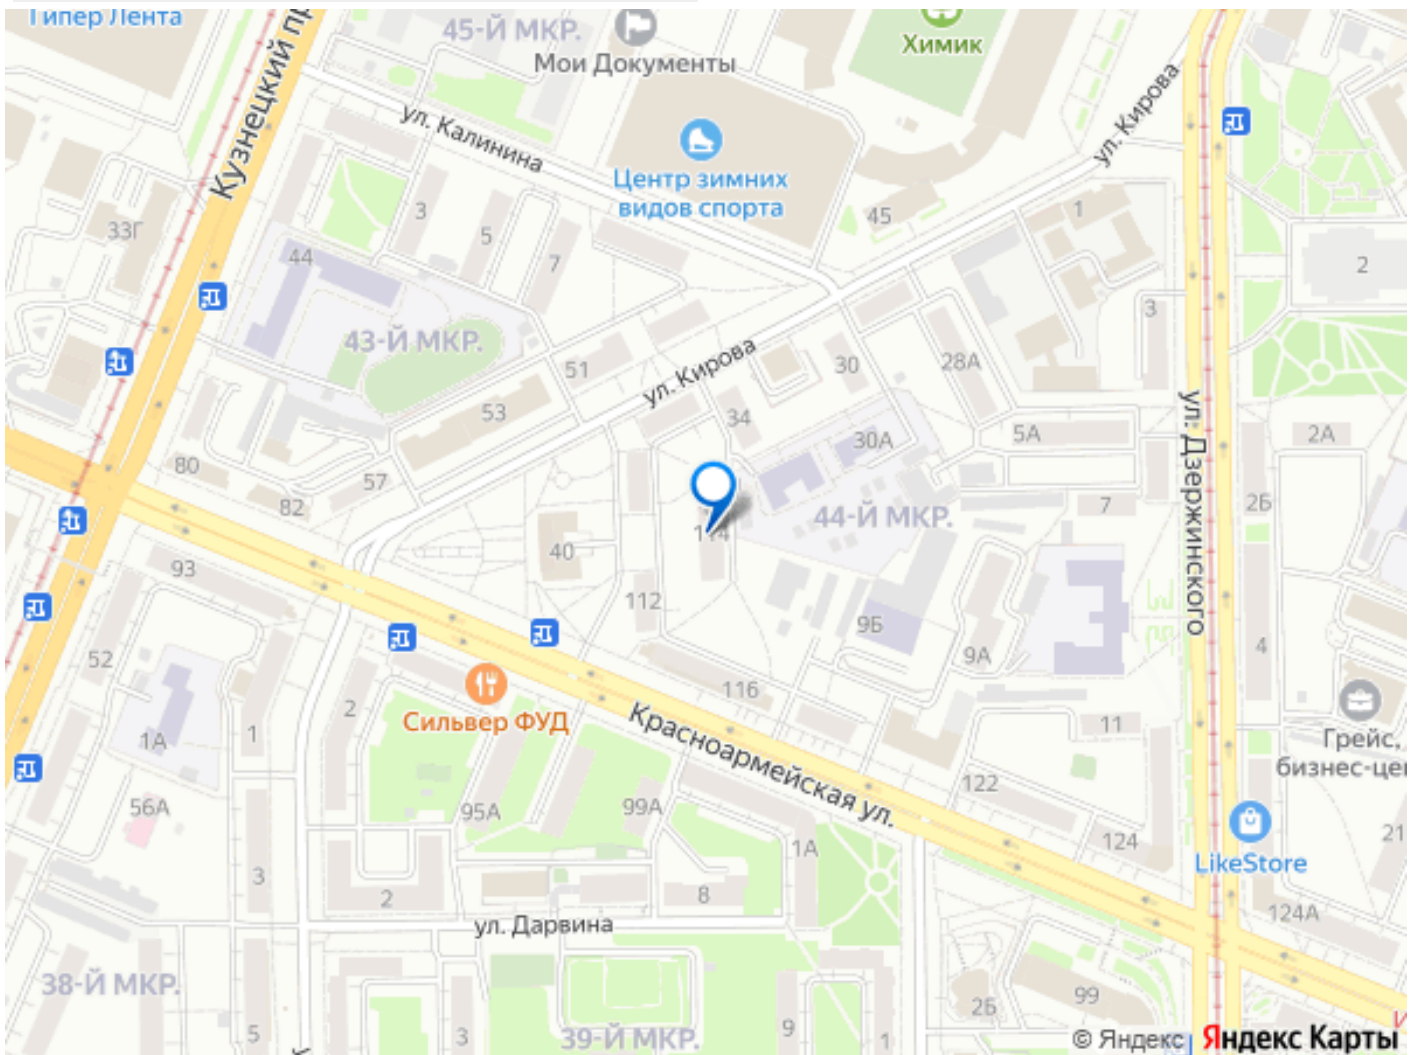 Гипер Лента
45-Й МКР.
Мои Документы
Химик
Кузнецкий пр
ул. Калинина
ул. Кирова
Центр зимних
видов спорта
45
1
33Г
3
5
7
44
2
3
43-Й МКР.
51
ул. Кирова
30
28А
53
34
30А
5А
2А
ул. Дзержинского
80
57
82
2Б
7
44-Й МКР.
114
40
93
112
9Б
9А
4
52
116
2
Сильвер ФУД
Красноармейская ул.
1
1А
11
Грейс,
бизнес-цен
56А
95А
99А
122
124
21
1А
LikeStore
3
2
8
124А
ул. Дарвина
38-Й МКР.
2Б
99
5
3
39-Й МКР.
9
1
© Яндекс Яндекс Карты